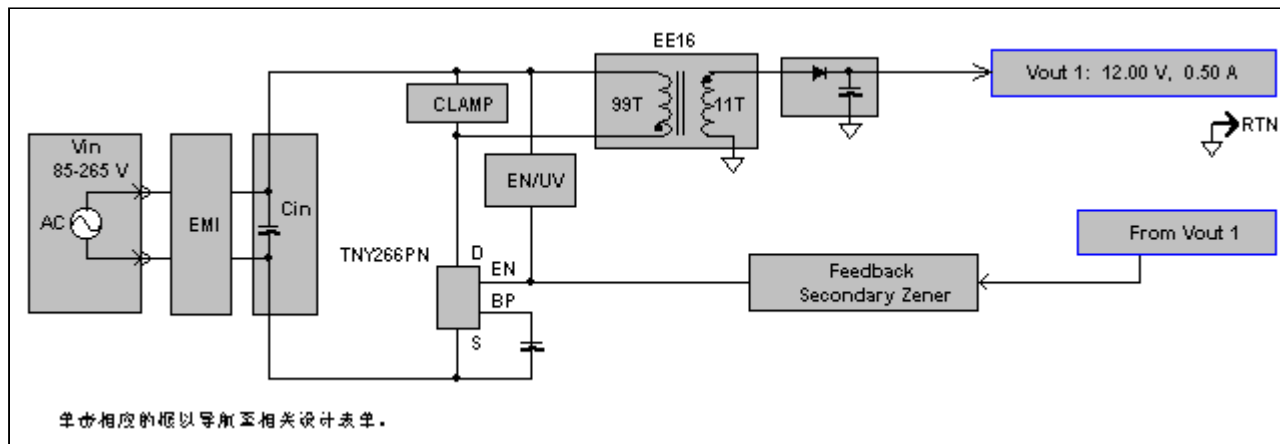 EE16
Vout 1: 12.00 V, 0.50 A
CLAMP
99T
11T
RTN
Vin
85-265 V
EN/UV
AC
EMI
Cin
From Vout 1
TNY266PN
D
EN
Feedback
Secondary Zener
BP
S
单击相应的框以导航至相关设计表单.